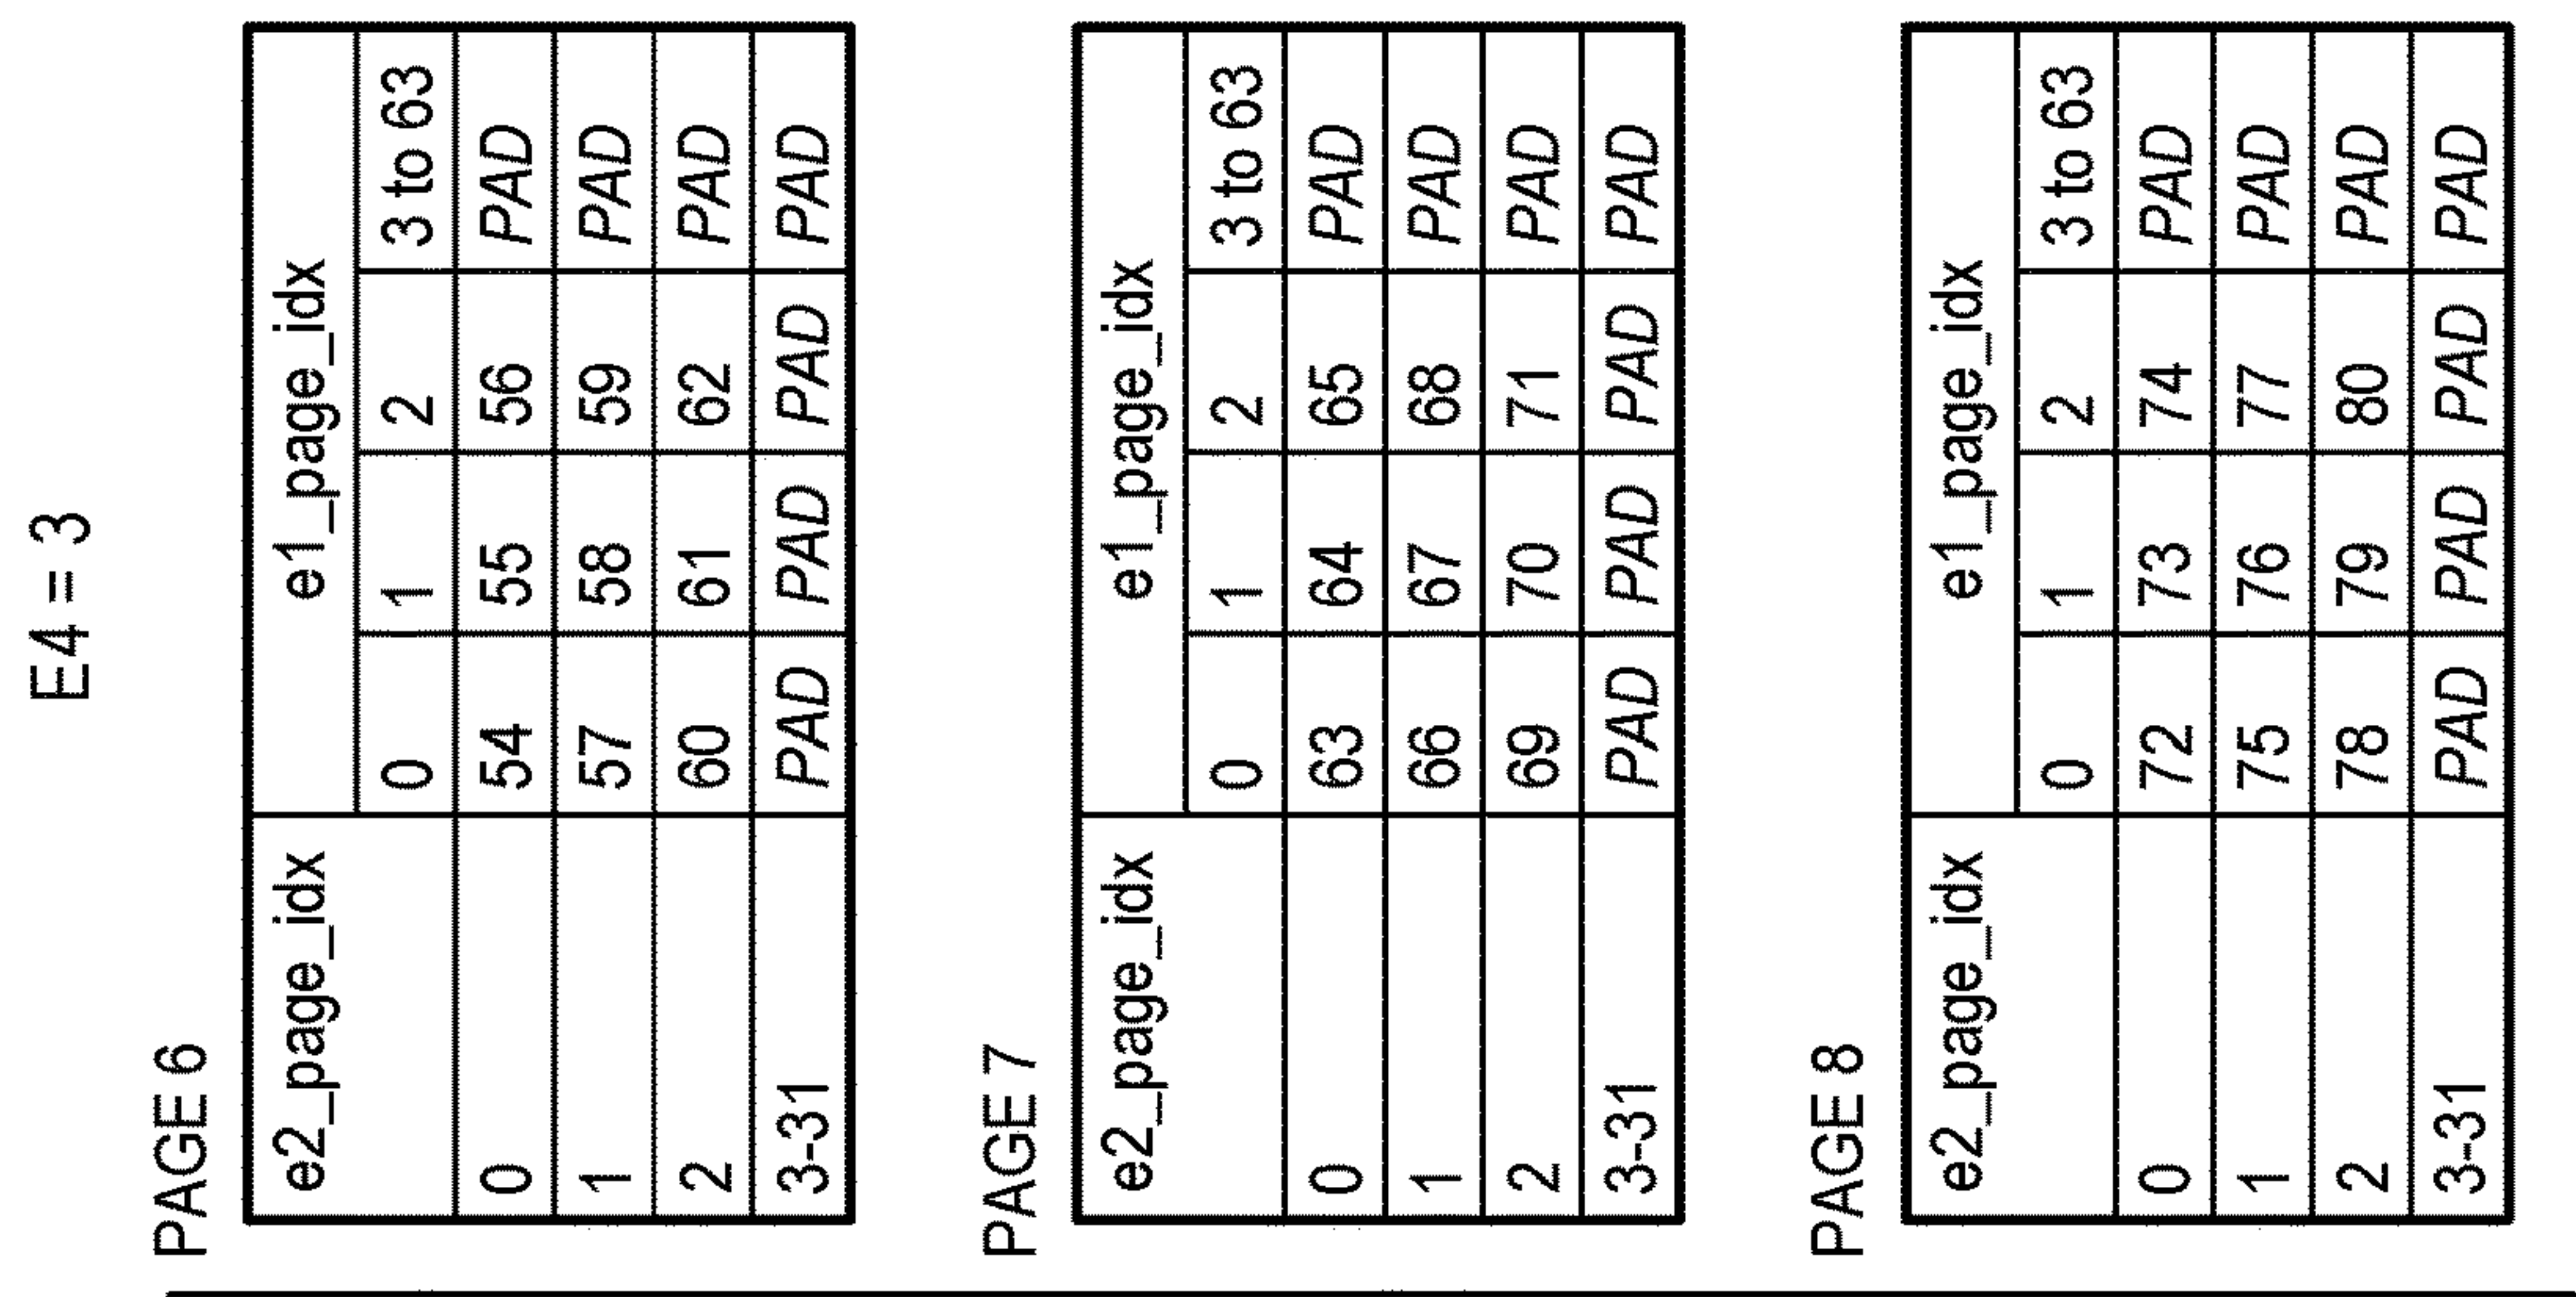 E4 = 3
PAGE 6
e2_page_idx e1_page_idx
0 1 2 3 to 63
0 54 55 56 PAD
1 57 58 59 PAD
2 60 61 62 PAD
3-31 PAD PAD PAD PAD
PAGE 7
e2_page_idx e1_page_idx
0 1 2 3 to 63
0 63 64 65 PAD
1 66 67 68 PAD
2 69 70 71 PAD
3-31 PAD PAD PAD PAD
PAGE 8
e2_page_idx e1_page_idx
0 1 2 3 to 63
0 72 73 74 PAD
1 75 76 77 PAD
2 78 79 80 PAD
3-31 PAD PAD PAD PAD